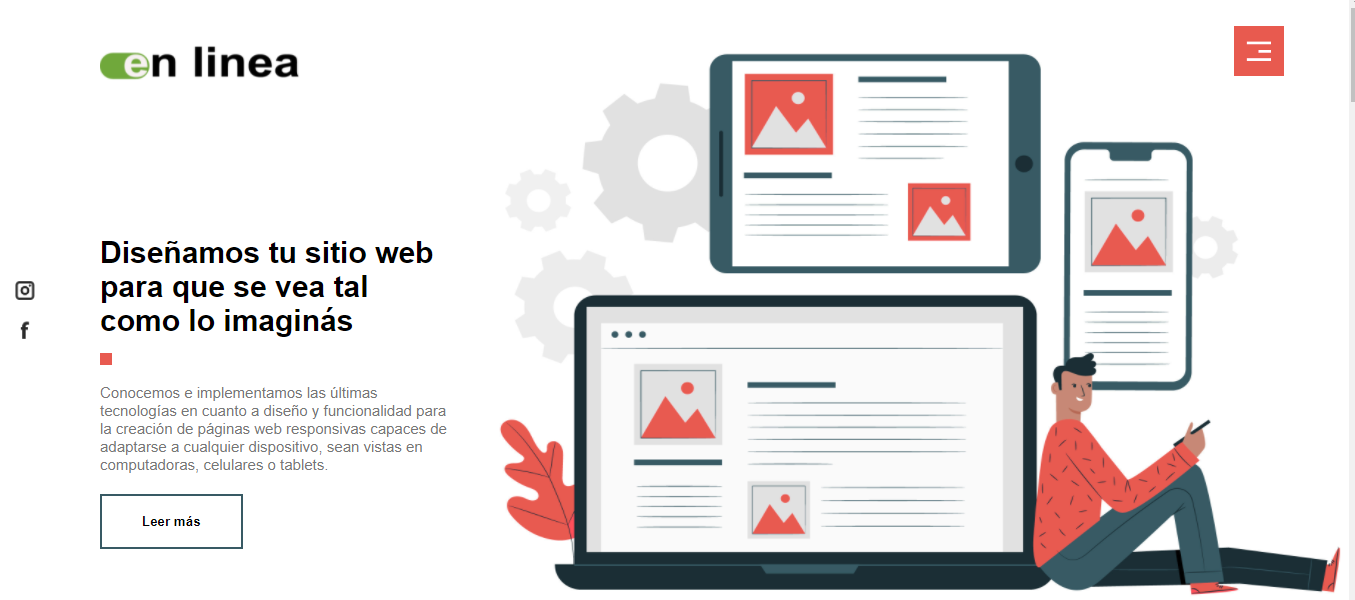 en linea
Diseñamos tu sitio web
para que se vea tal
como lo imaginás
Conocemos e implementamos las últimas
tecnologías en cuanto a diseño y funcionalidad para
la creación de páginas web responsivas capaces de
adaptarse a cualquier dispositivo, sean vistas en
computadoras, celulares o tablets.
Leer más